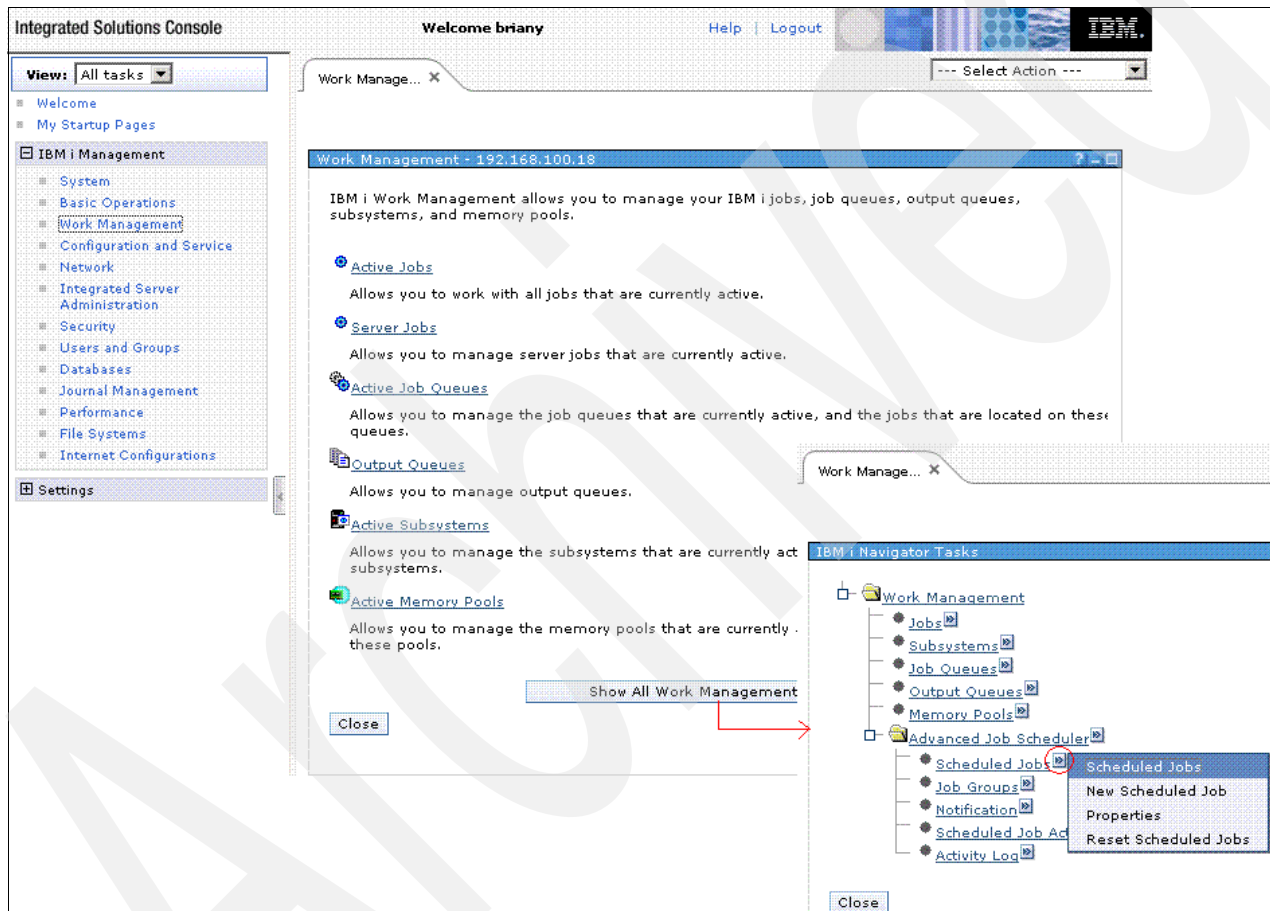 Integrated Solutions Console
Welcome briany
Help | Logout
IBM.
View: All tasks
Welcome
My Startup Pages
IBM i Management
System
Basic Operations
Work Management
Configuration and Service
Network
Integrated Server
Administration
Security
Users and Groups
Databases
Journal Management
Performance
File Systems
Internet Configurations
Settings
Work Manage...
--- Select Action ---
Work Management - 192.168.100.18
IBM i Work Management allows you to manage your IBM i jobs, job queues, output queues,
subsystems, and memory pools.
Active Jobs
Allows you to work with all jobs that are currently active.
Server Jobs
Allows you to manage server jobs that are currently active.
Active Job Queues
Allows you to manage the job queues that are currently active, and the jobs that are located on these
queues.
Output Queues
Allows you to manage output queues.
Active Subsystems
Allows you to manage the subsystems that are currently act
subsystems.
Active Memory Pools
Allows you to manage the memory pools that are currently
these pools.
Show All Work Management
Close
Work Manage...
IBM i Navigator Tasks
Work Management
Jobs
Subsystems
Job Queues
Output Queues
Memory Pools
Advanced Job Scheduler
Scheduled Jobs
Job Groups
Notification
Scheduled Job Act
Activity Log
Scheduled Jobs
New Scheduled Job
Properties
Reset Scheduled Jobs
Close
Archived